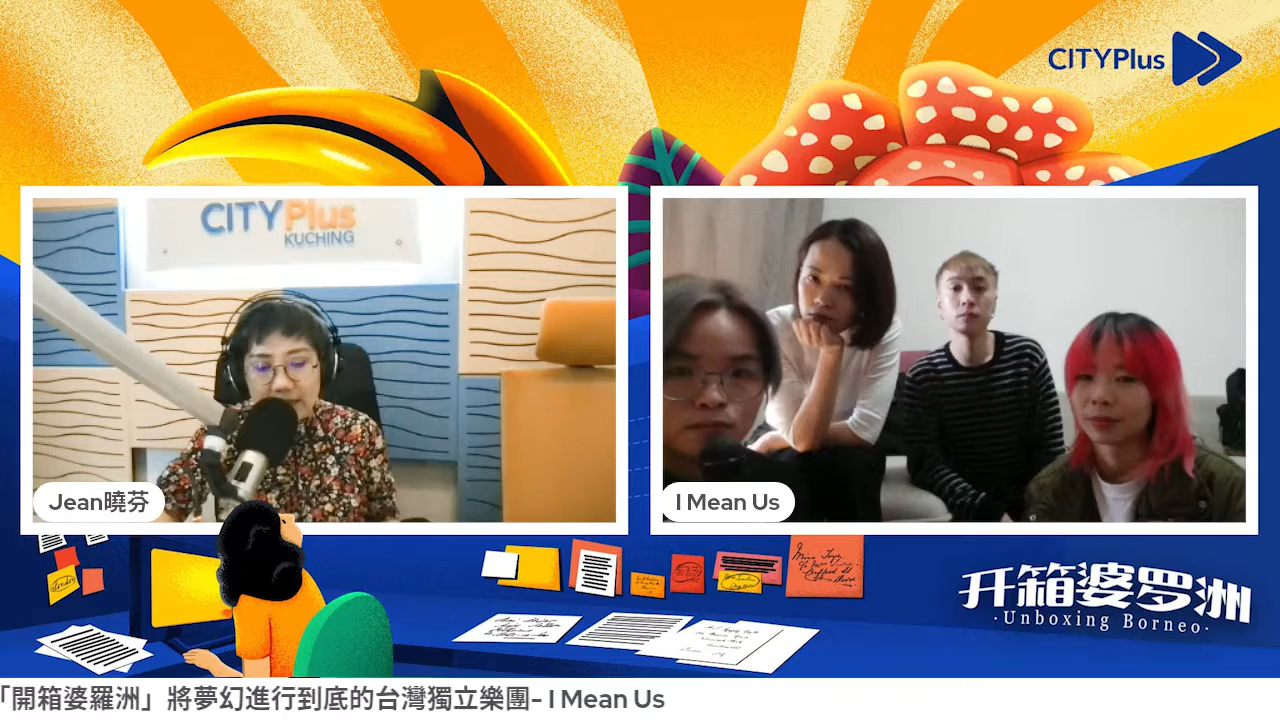 CITYPlus
CITYPlus
KUCHING
Jean曉芬
I Mean Us
开箱婆罗洲
·Unboxing Borneo·
「開箱婆羅洲」將夢幻進行到底的台灣獨立樂團- I Mean Us